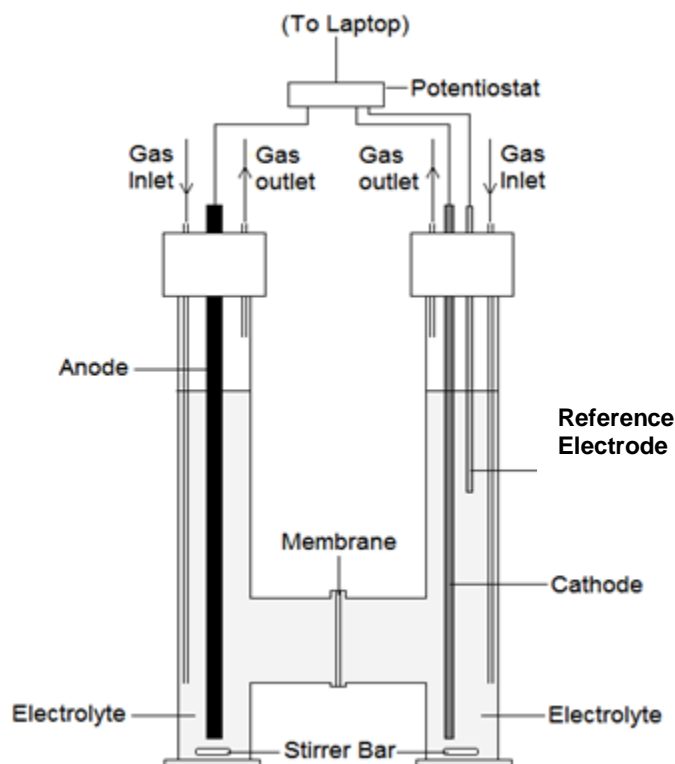 (To Laptop)
Potentiostat
Gas
Inlet
Gas
outlet
Gas
outlet
Gas
Inlet
Anode
Reference
Electrode
Membrane
Cathode
Electrolyte
Stirrer Bar
Electrolyte